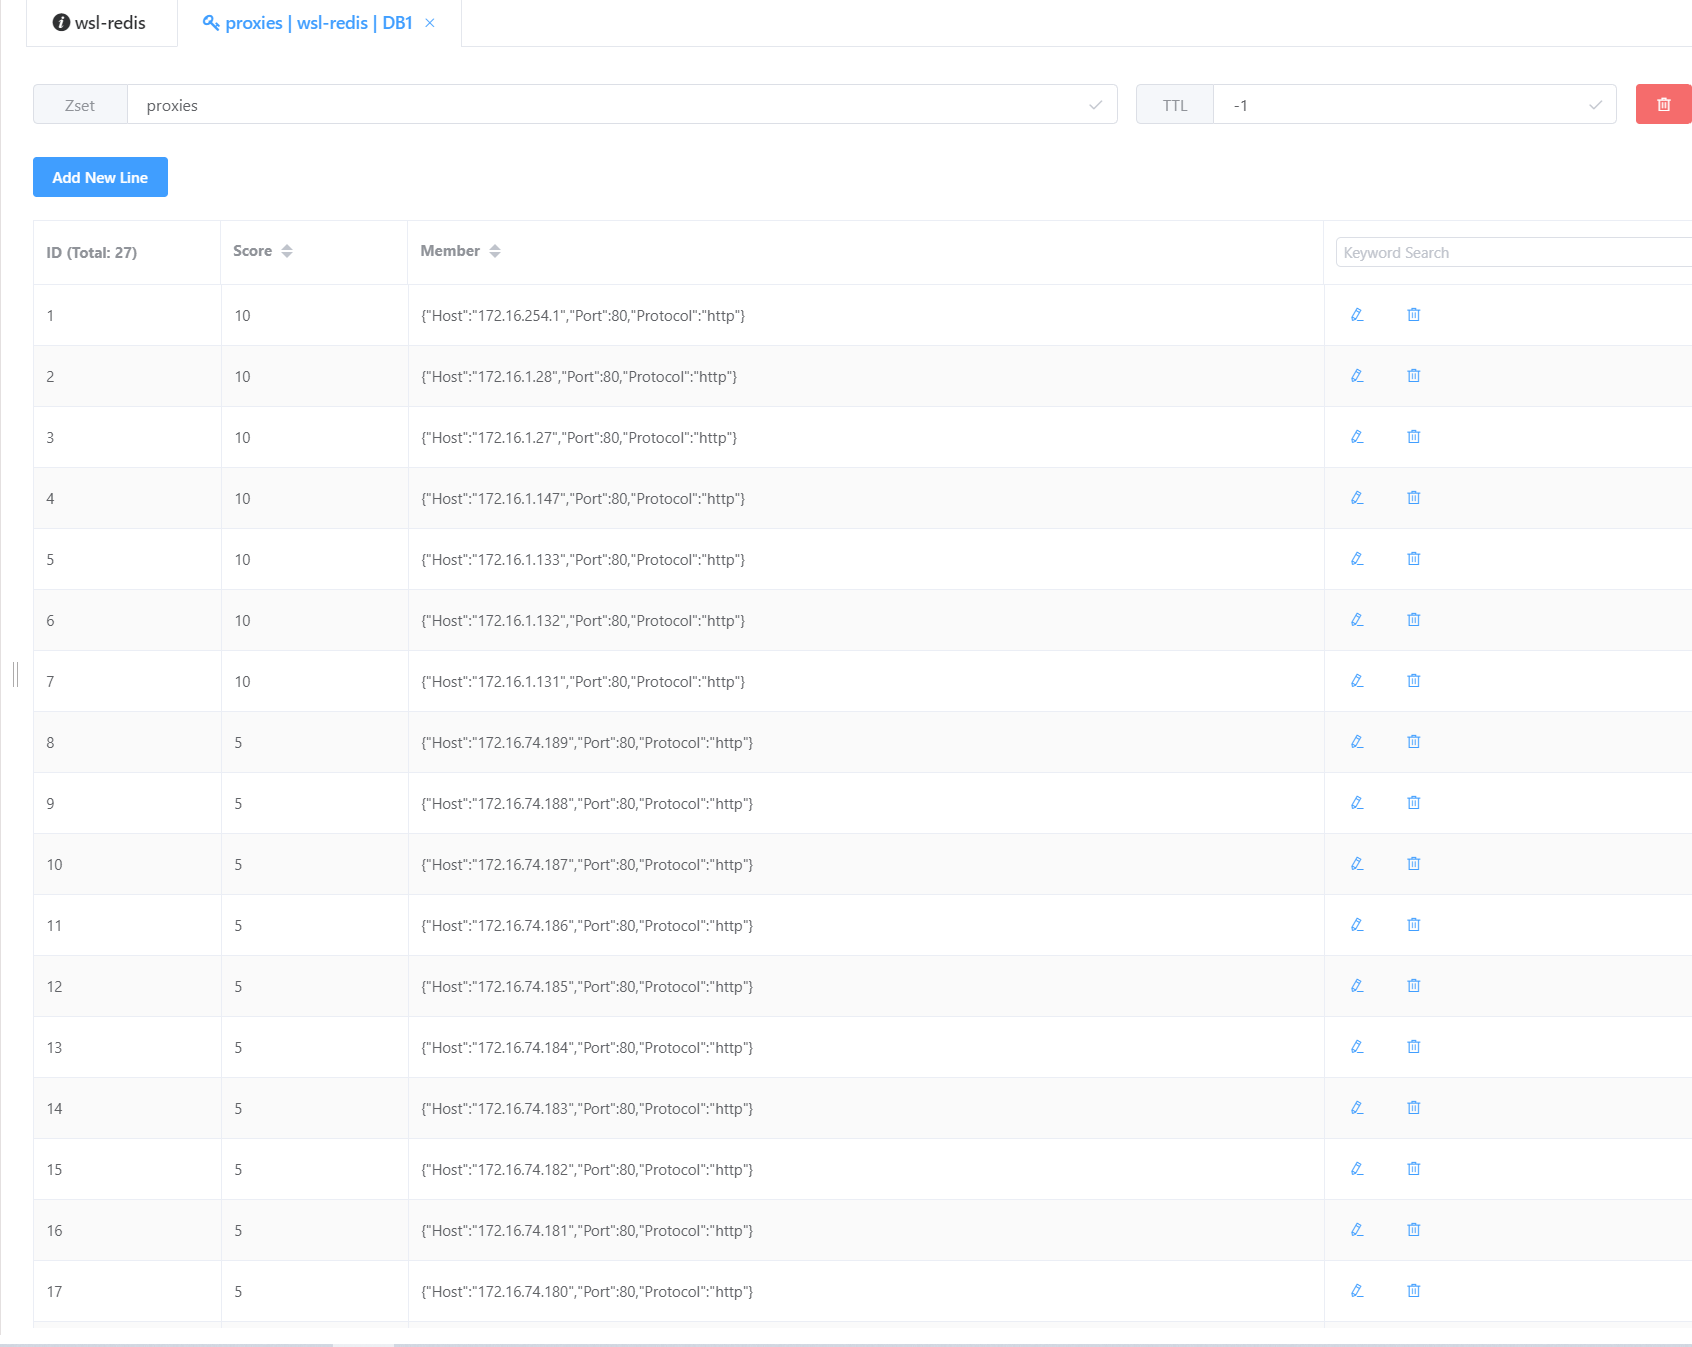 wsl-redis proxies | wsl-redis | DB1
Zset proxies TTL -1
Add New Line
ID (Total: 27) Score Member Keyword Search
1 10 {"Host":"172.16.254.1","Port":80,"Protocol":"http"}
2 10 {"Host":"172.16.1.28","Port":80,"Protocol":"http"}
3 10 {"Host":"172.16.1.27","Port":80,"Protocol":"http"}
4 10 {"Host":"172.16.1.147","Port":80,"Protocol":"http"}
5 10 {"Host":"172.16.1.133","Port":80,"Protocol":"http"}
6 10 {"Host":"172.16.1.132","Port":80,"Protocol":"http"}
7 10 {"Host":"172.16.1.131","Port":80,"Protocol":"http"}
8 5 {"Host":"172.16.74.189","Port":80,"Protocol":"http"}
9 5 {"Host":"172.16.74.188","Port":80,"Protocol":"http"}
10 5 {"Host":"172.16.74.187","Port":80,"Protocol":"http"}
11 5 {"Host":"172.16.74.186","Port":80,"Protocol":"http"}
12 5 {"Host":"172.16.74.185","Port":80,"Protocol":"http"}
13 5 {"Host":"172.16.74.184","Port":80,"Protocol":"http"}
14 5 {"Host":"172.16.74.183","Port":80,"Protocol":"http"}
15 5 {"Host":"172.16.74.182","Port":80,"Protocol":"http"}
16 5 {"Host":"172.16.74.181","Port":80,"Protocol":"http"}
17 5 {"Host":"172.16.74.180","Port":80,"Protocol":"http"}